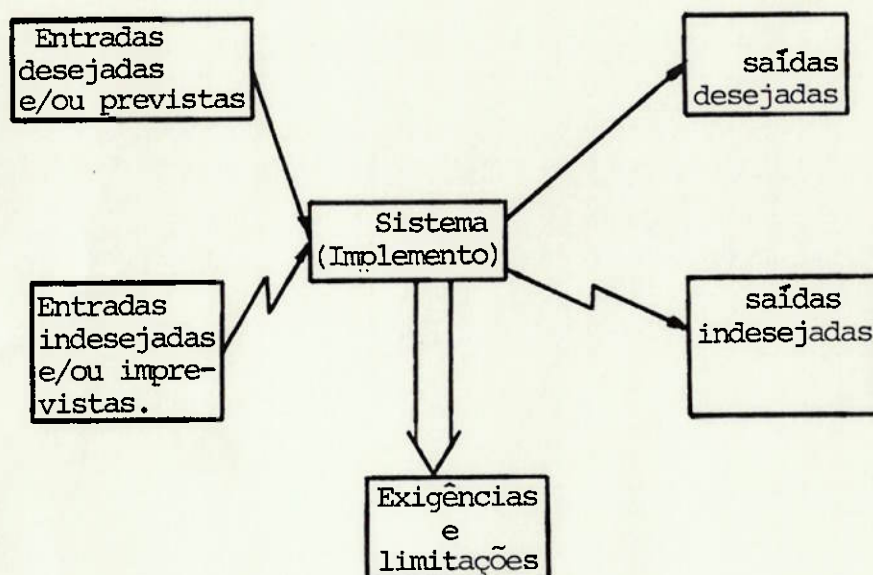 Entradas
desejadas
e/ou previstas
saídas
desejadas
Sistema
(Implemento)
Entradas
indesejadas
e/ou impre-
vistas.
saídas
indesejadas
Exigências
e
limitações